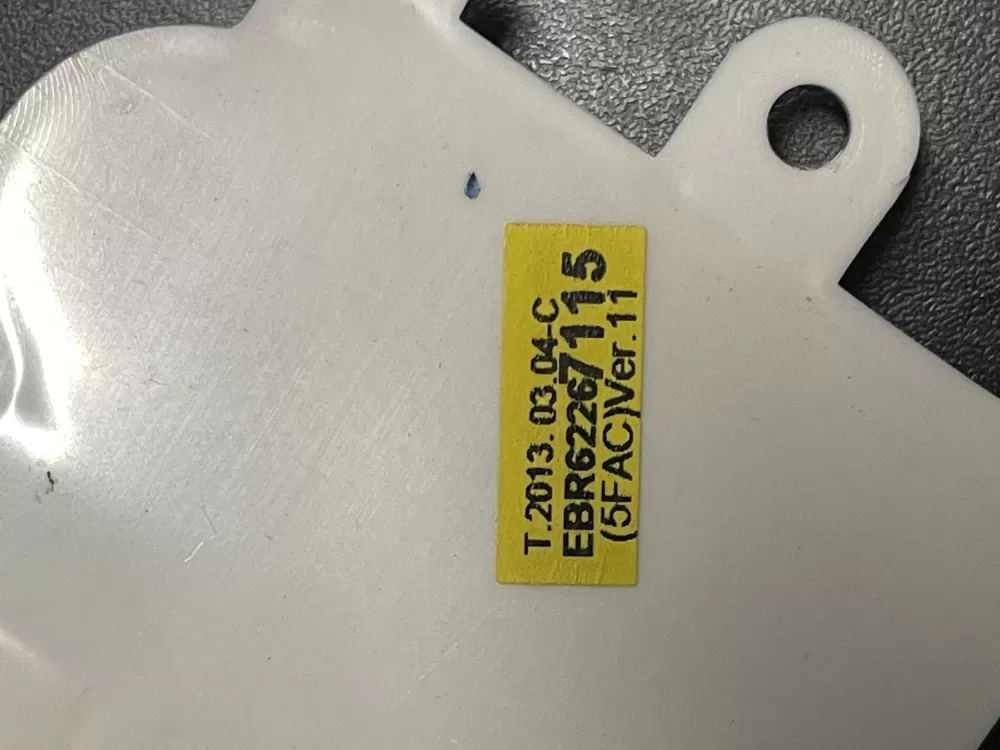 T.2013. 03.04-C
EBR62267115
(5FAC)Ver.11